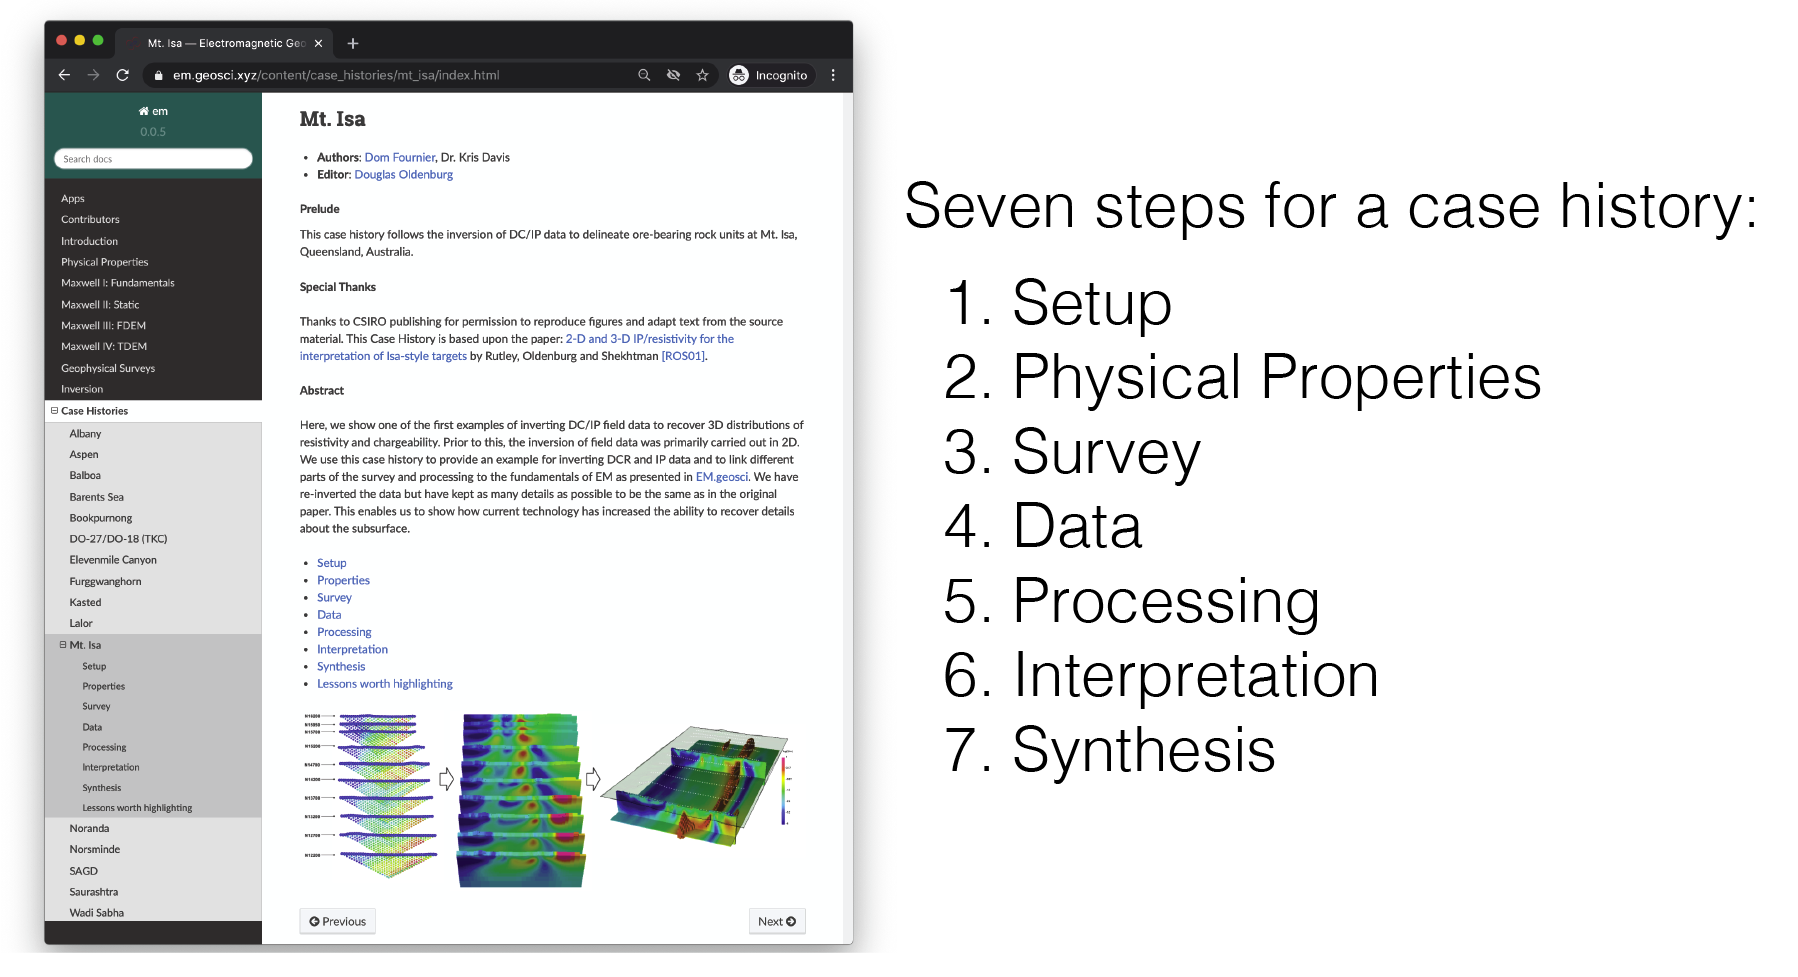 Mt. Isa — Electromagnetic Geo
em.geosci.xyz/content/case_histories/mt_isa/index.html
Incognito
em
0.0.5
Search docs
Apps
Contributors
Introduction
Physical Properties
Maxwell I: Fundamentals
Maxwell II: Static
Maxwell III: FDEM
Maxwell IV: TDEM
Geophysical Surveys
Inversion
Case Histories
Albany
Aspen
Balboa
Barents Sea
Bookpurnong
DO-27/DO-18 (TKC)
Elevenmile Canyon
Furggwanghorn
Kasted
Lalor
Mt. Isa
Setup
Properties
Survey
Data
Processing
Interpretation
Synthesis
Lessons worth highlighting
Noranda
Norsminde
SAGD
Saurashtra
Wadi Sabha
Mt. Isa
• Authors: Dom Fournier, Dr. Kris Davis
• Editor: Douglas Oldenburg
Prelude
This case history follows the inversion of DC/IP data to delineate ore-bearing rock units at Mt. Isa,
Queensland, Australia.
Special Thanks
Thanks to CSIRO publishing for permission to reproduce figures and adapt text from the source
material. This Case History is based upon the paper: 2-D and 3-D IP/resistivity for the
interpretation of Isa-style targets by Rutley, Oldenburg and Shekhtman [ROS01].
Abstract
Here, we show one of the first examples of inverting DC/IP field data to recover 3D distributions of
resistivity and chargeability. Prior to this, the inversion of field data was primarily carried out in 2D.
We use this case history to provide an example for inverting DCR and IP data and to link different
parts of the survey and processing to the fundamentals of EM as presented in EM.geosci. We have
re-inverted the data but have kept as many details as possible to be the same as in the original
paper. This enables us to show how current technology has increased the ability to recover details
about the subsurface.
• Setup
• Properties
• Survey
• Data
• Processing
• Interpretation
• Synthesis
• Lessons worth highlighting
Previous
Next
Seven steps for a case history:
1. Setup
2. Physical Properties
3. Survey
4. Data
5. Processing
6. Interpretation
7. Synthesis